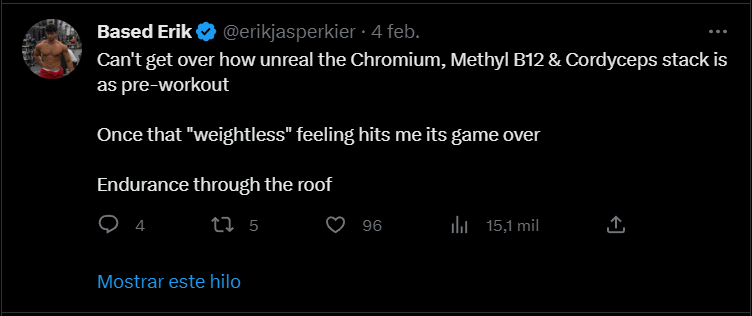 Based Erik @erikjasperkier · 4 feb.
Can't get over how unreal the Chromium, Methyl B12 & Cordyceps stack is
as pre-workout
Once that "weightless" feeling hits me its game over
Endurance through the roof
4 5 96 15,1 mil
Mostrar este hilo